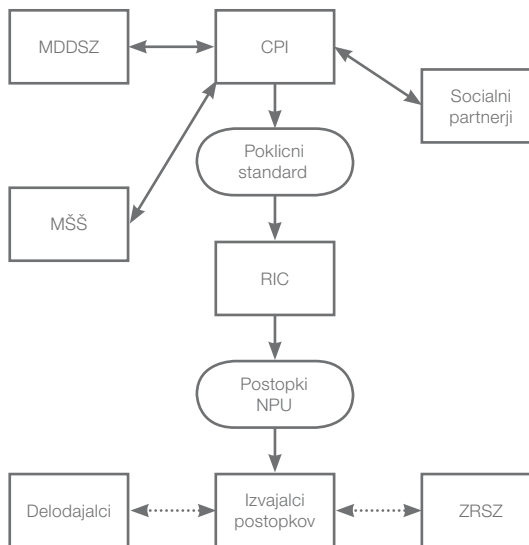 MDDSZ
CPI
Socialni
partnerji
Poklicni
standard
MŠŠ
RIC
Postopki
NPU
Delodajalci
Izvajalci
postopkov
ZRSZ